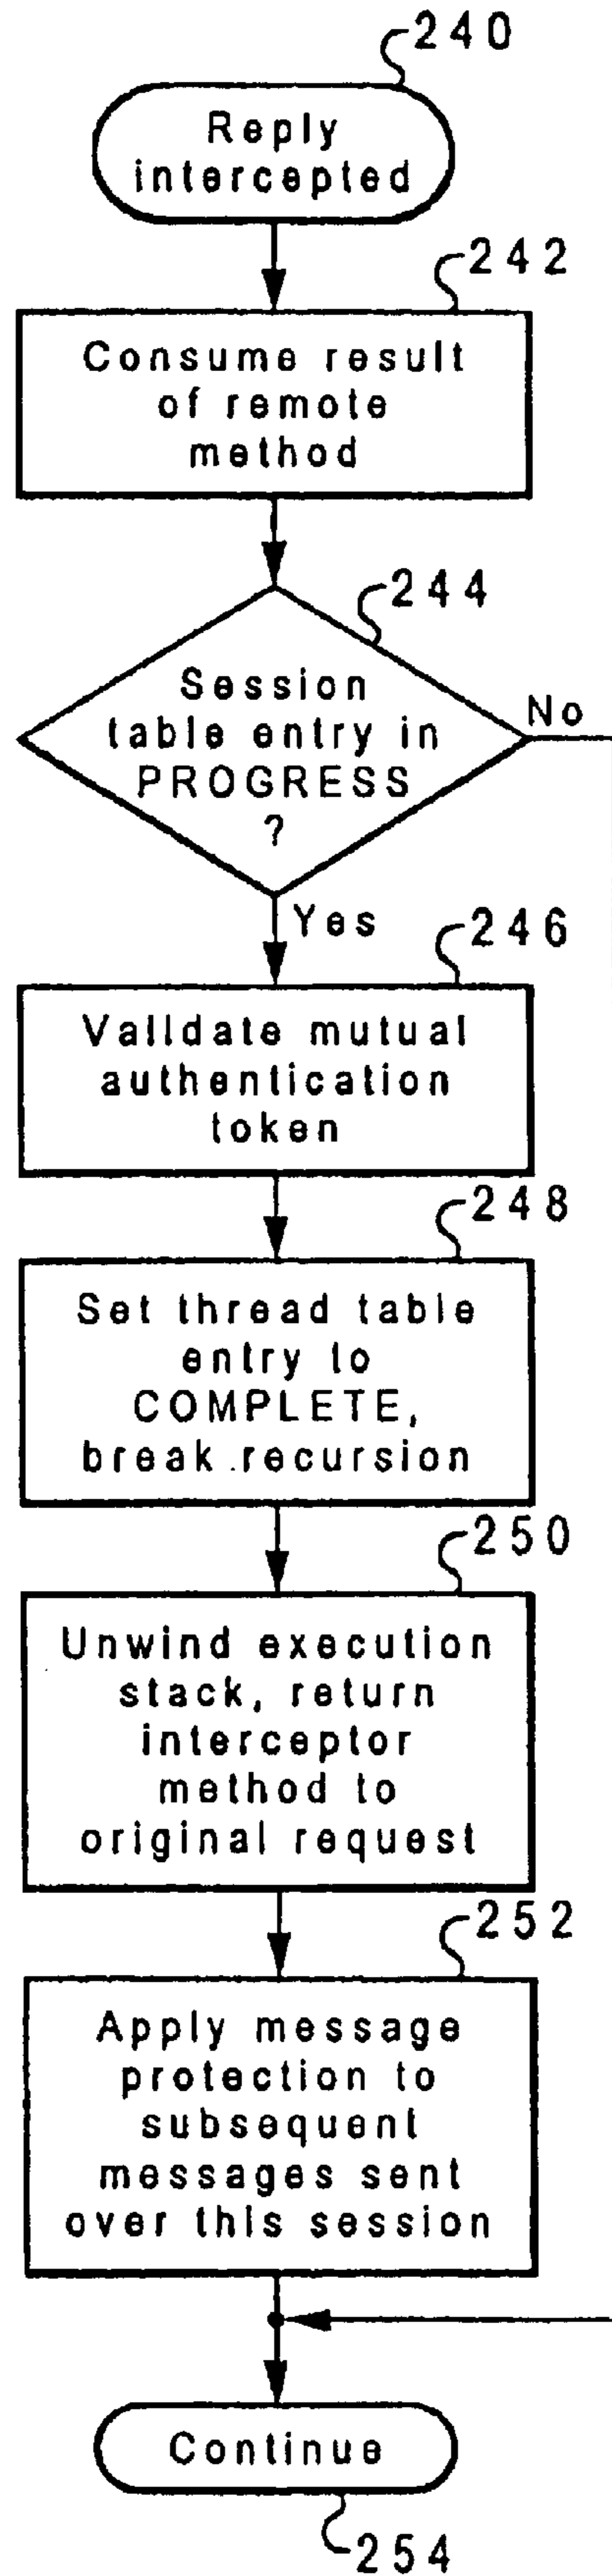 240
Reply
intercepted
242
Consume result
of remote
method
244
Session
table entry in
PROGRESS
?
No
Yes
246
Validate mutual
authentication
token
248
Set thread table
entry to
COMPLETE,
break recursion
250
Unwind execution
stack, return
interceptor
method to
original request
252
Apply message
protection to
subsequent
messages sent
over this session
Continue
254